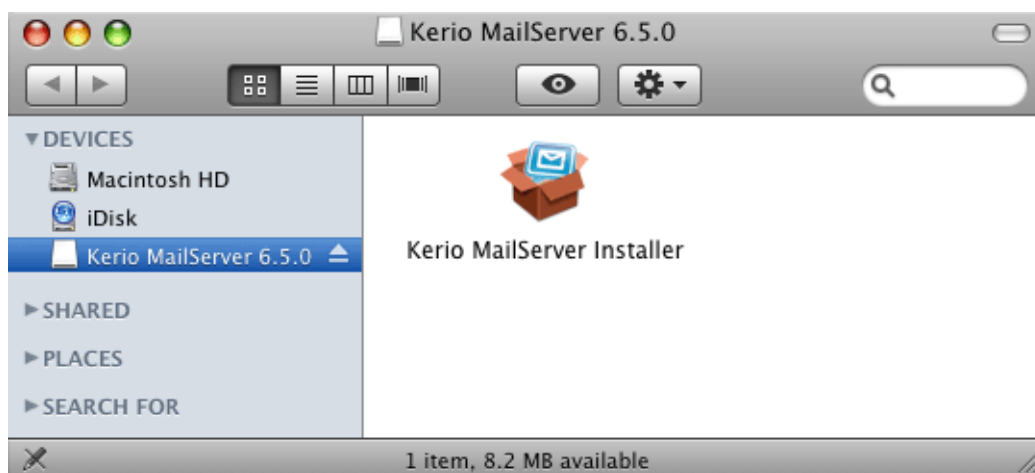 Kerio MailServer 6.5.0
DEVICES
Macintosh HD
iDisk
Kerio MailServer 6.5.0
SHARED
PLACES
SEARCH FOR
Kerio MailServer Installer
1 item, 8.2 MB available